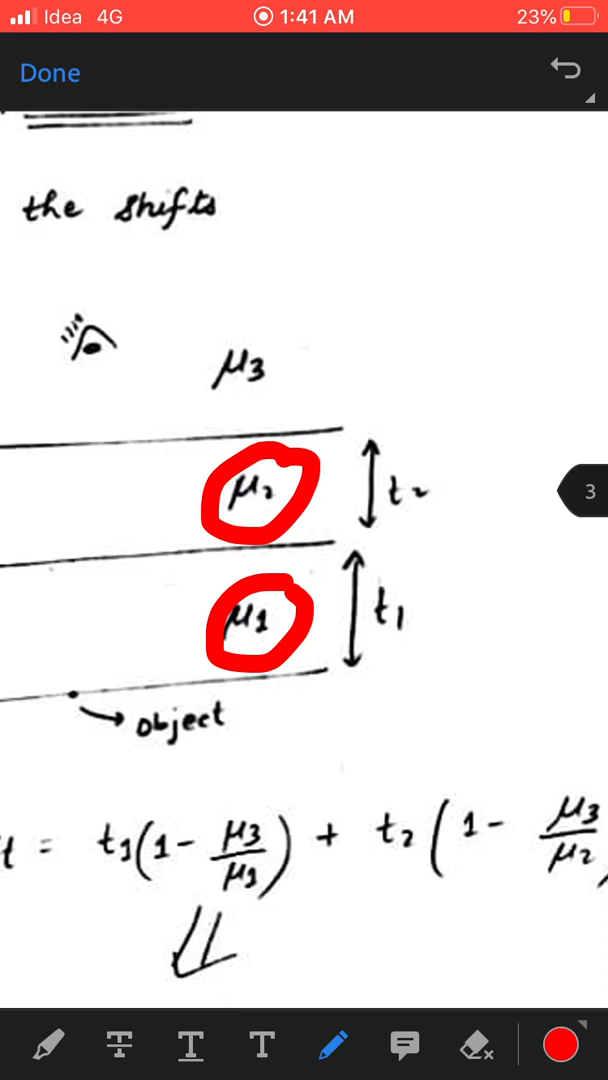 Idea 4G 1:41 AM 23%
Done
the shifts
μ3
μ2 t2
3
μ1 t1
object
t = t1(1- μ3/μ1) + t2(1- μ3/μ2)
T T T